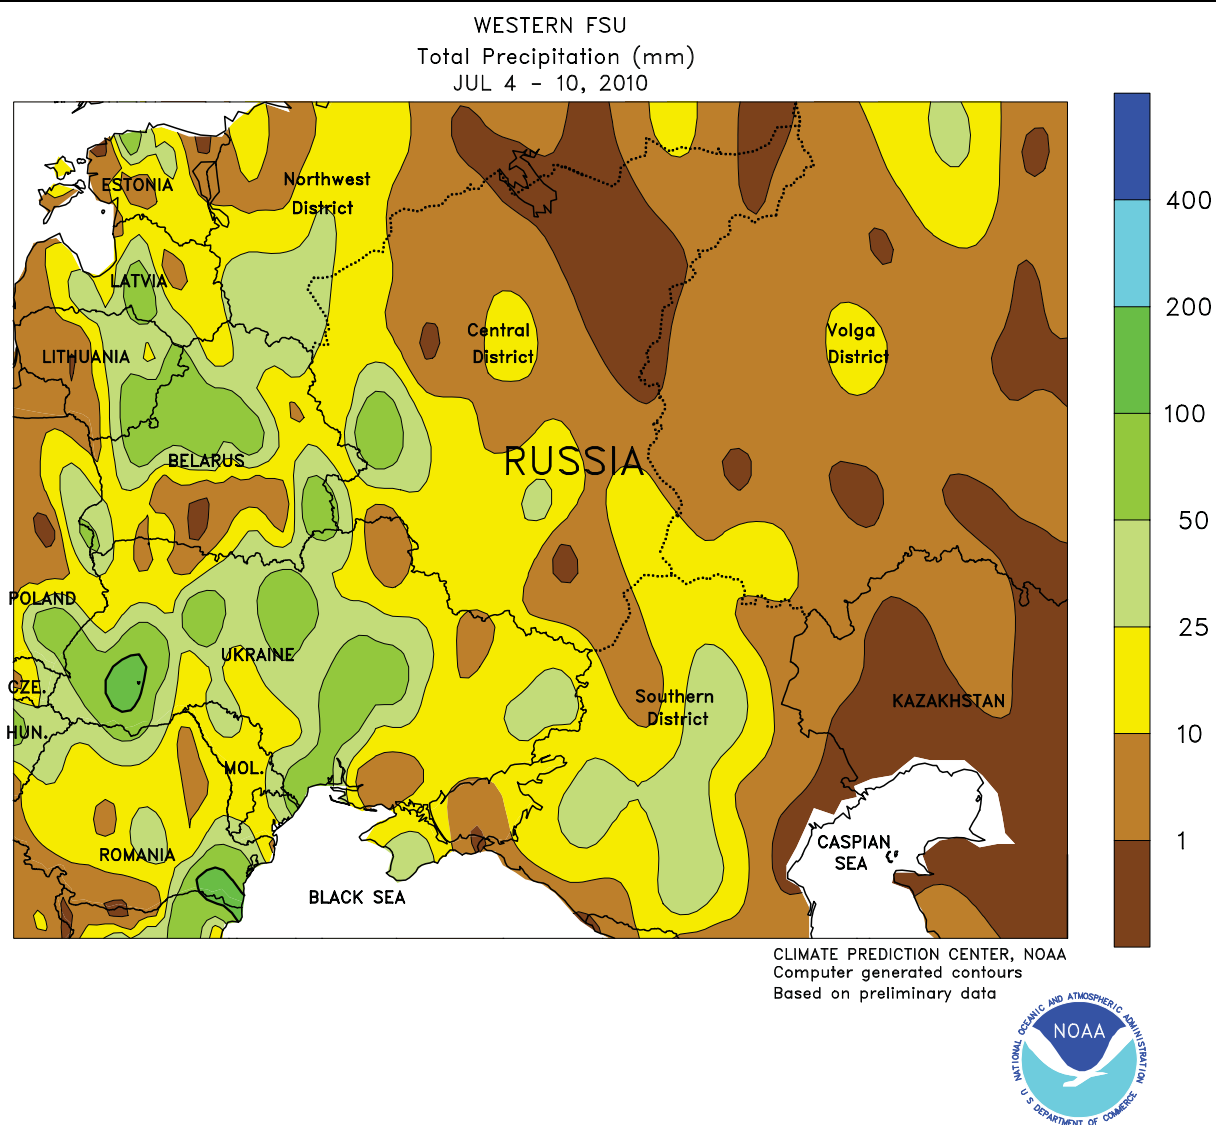 WESTERN FSU
Total Precipitation (mm)
JUL 4 - 10, 2010
ESTONIA
Northwest
District
LATVIA
LITHUANIA
Central
District
Volga
District
RUSSIA
BELARUS
POLAND
UKRAINE
CZE.
HUN.
MOL.
Southern
District
KAZAKHSTAN
ROMANIA
BLACK SEA
CASPIAN
SEA
400
200
100
50
25
10
1
CLIMATE PREDICTION CENTER, NOAA
Computer generated contours
Based on preliminary data
NATIONAL OCEANIC AND ATMOSPHERIC ADMINISTRATION
NOAA
U S DEPARTMENT OF COMMERCE